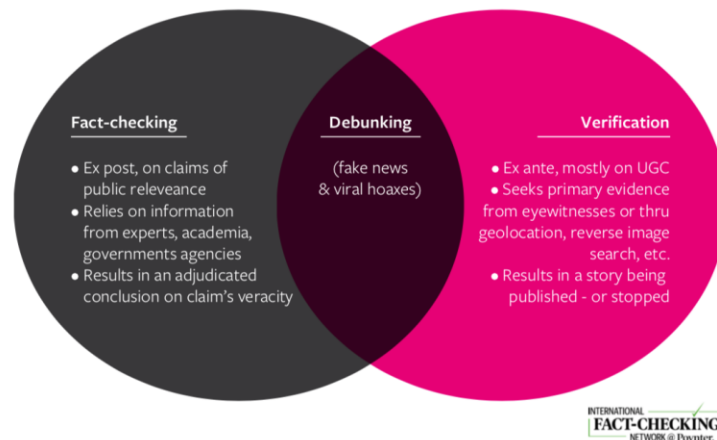 Fact-checking
● Ex post, on claims of
public releveance
● Relies on information
from experts, academia,
governments agencies
● Results in an adjudicated
conclusion on claim's veracity
Debunking
(fake news
& viral hoaxes)
Verification
● Ex ante, mostly on UGC
● Seeks primary evidence
from eyewitnesses or thru
geolocation, reverse image
search, etc.
● Results in a story being
published - or stopped
INTERNATIONAL
FACT-CHECKING
NETWORK @ Poynter.